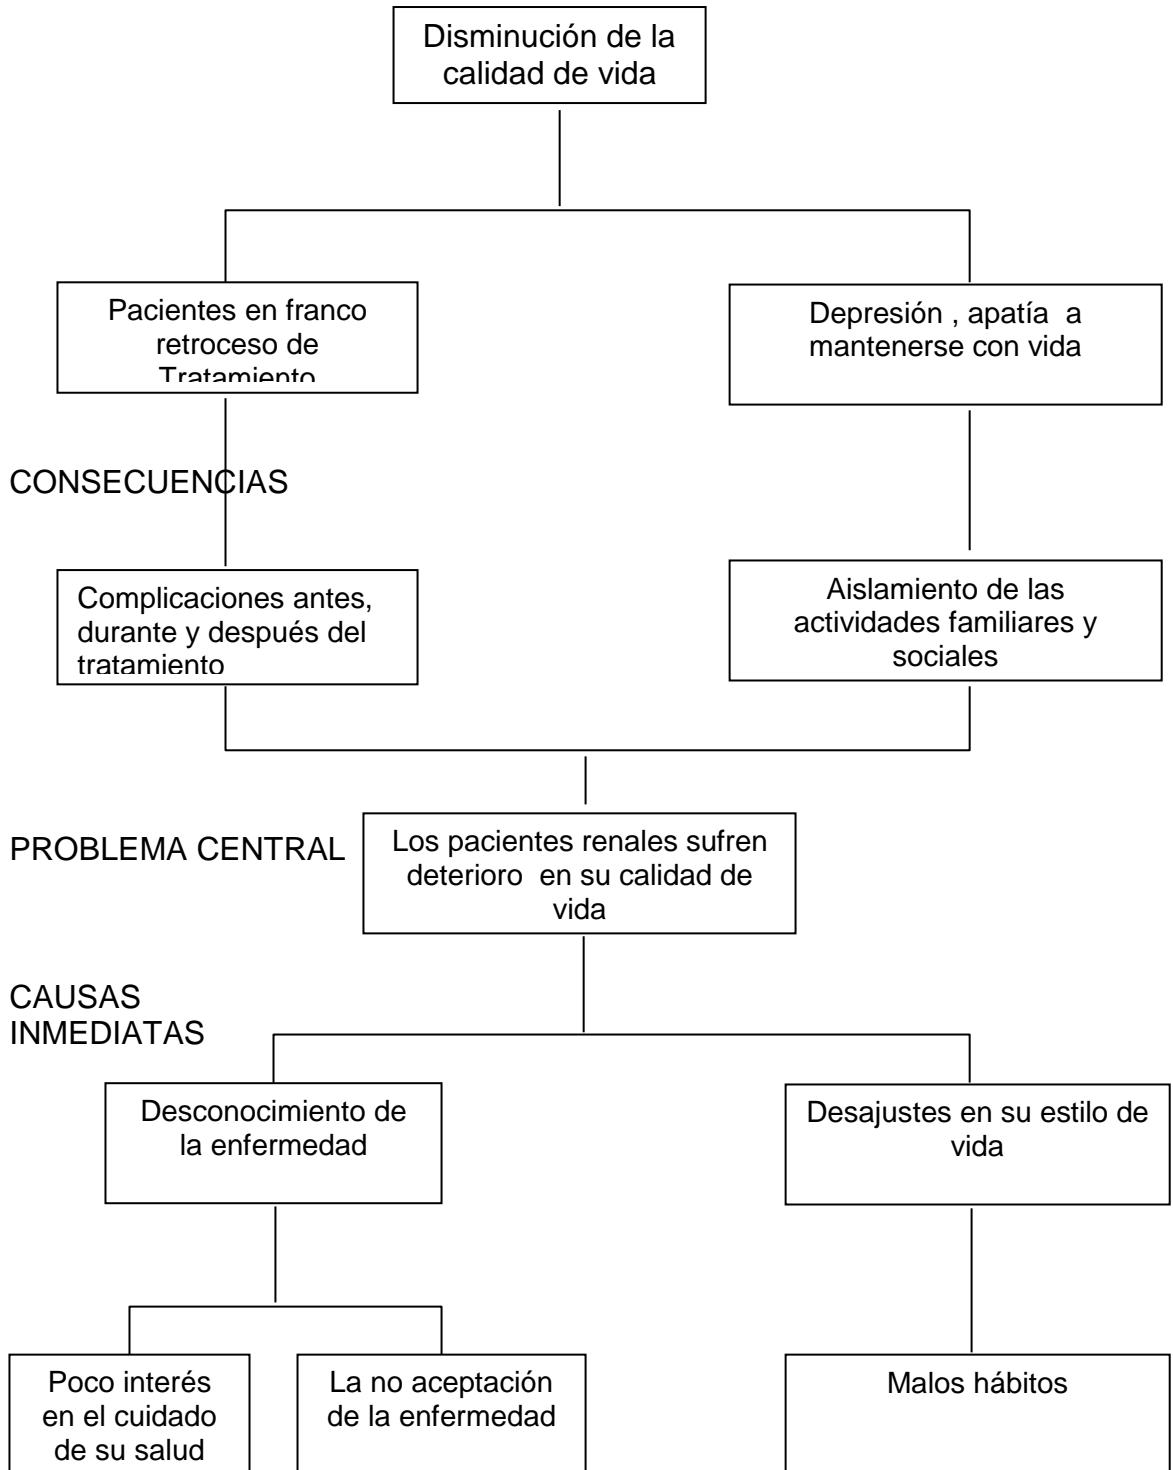 Disminución de la
calidad de vida
Pacientes en franco
retroceso de
Tratamiento
Depresión , apatía a
mantenerse con vida
CONSECUENCIAS
Complicaciones antes,
durante y después del
tratamiento
Aislamiento de las
actividades familiares y
sociales
PROBLEMA CENTRAL
Los pacientes renales sufren
deterioro en su calidad de
vida
CAUSAS
INMEDIATAS
Desconocimiento de
la enfermedad
Desajustes en su estilo de
vida
Poco interés
en el cuidado
de su salud
La no aceptación
de la enfermedad
Malos hábitos